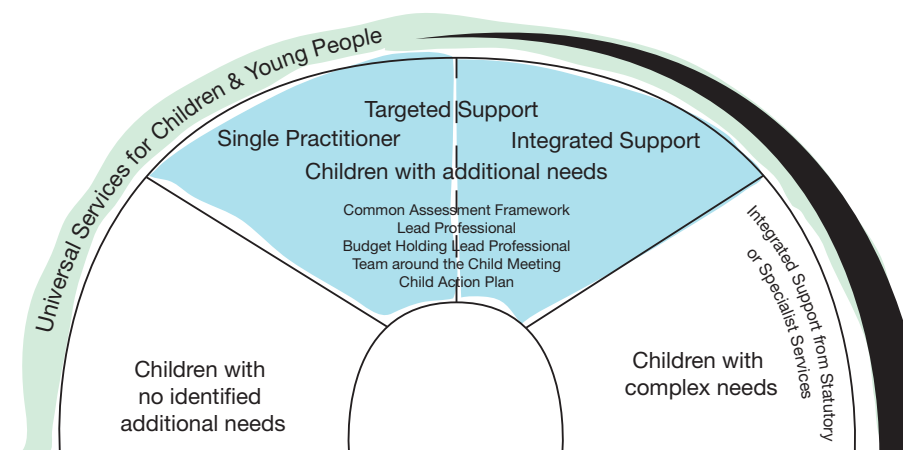 Universal Services for Children & Young People
Targeted Support
Single Practitioner
Integrated Support
Children with additional needs
Common Assessment Framework
Lead Professional
Budget Holding Lead Professional
Team around the Child Meeting
Child Action Plan
Integrated Support from Statutory
or Specialist Services
Children with
no identified
additional needs
Children with
complex needs